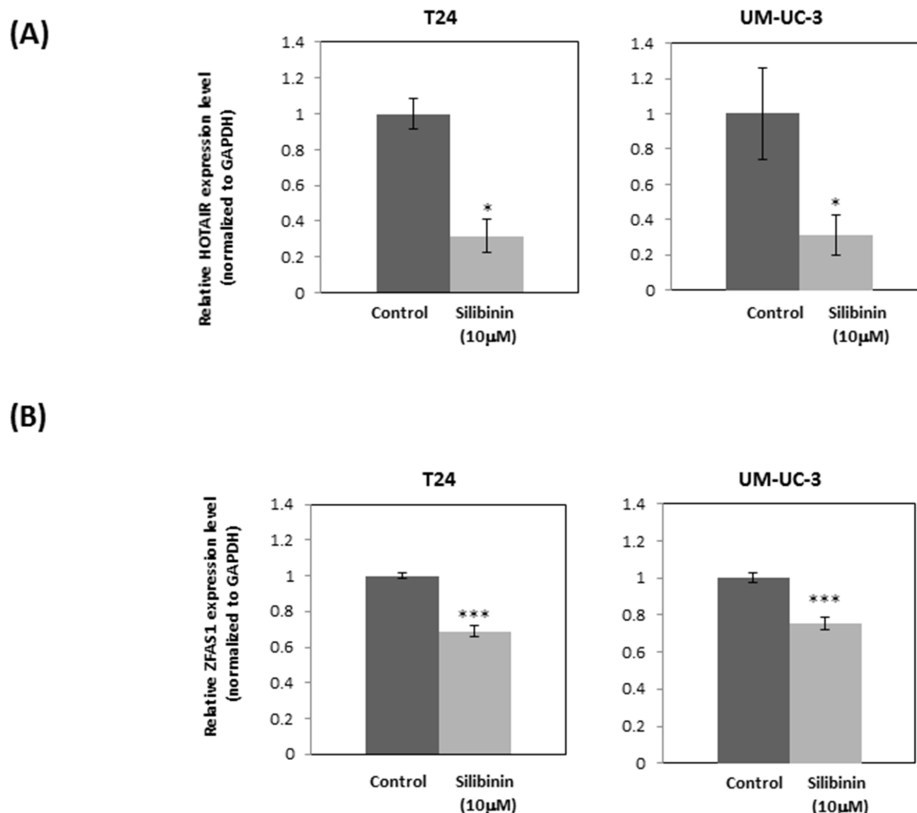 (A)
T24
UM-UC-3
Relative HOTAIR expression level
(normalized to GAPDH)
1.4
1.2
1
0.8
0.6
0.4
0.2
0
*
Control
Silibinin
(10µM)
1.4
1.2
1
0.8
0.6
0.4
0.2
0
*
Control
Silibinin
(10µM)
(B)
T24
UM-UC-3
Relative ZFAS1 expression level
(normalized to GAPDH)
1.4
1.2
1
0.8
0.6
0.4
0.2
0
***
Control
Silibinin
(10µM)
1.4
1.2
1
0.8
0.6
0.4
0.2
0
***
Control
Silibinin
(10µM)